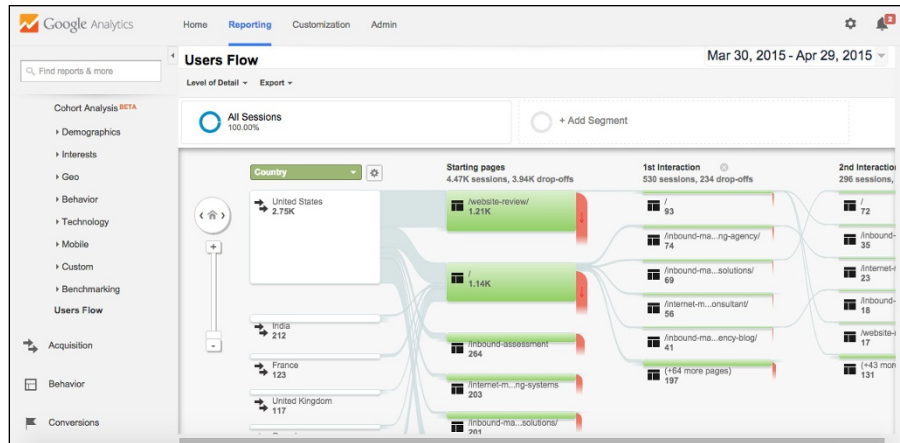 Google Analytics
Home Reporting Customization Admin
2
Find reports & more
Users Flow
Mar 30, 2015 - Apr 29, 2015
Level of Detail Export
All Sessions
100.00%
+ Add Segment
Cohort Analysis BETA
Demographics
Interests
Geo
Behavior
Technology
Mobile
Custom
Benchmarking
Users Flow
Acquisition
Behavior
Conversions
Country
United States
2.75K
India
212
France
123
United Kingdom
117
Starting pages
4.47K sessions, 3.94K drop-offs
/website-review/
1.21K
/
1.14K
/inbound-assessment
264
/internet-m...ng-systems
203
/inbound-ma...solutions/
201
1st Interaction
530 sessions, 234 drop-offs
/
93
/inbound-ma...ng-agency/
74
/inbound-ma...solutions/
69
/internet-m...onsultant/
56
/inbound-ma...ency-blog/
41
(+64 more pages)
197
2nd Interaction
296 sessions,
/
72
/inbound-
35
/internet-
23
/inbound-
18
/website-
17
(+43 more
131